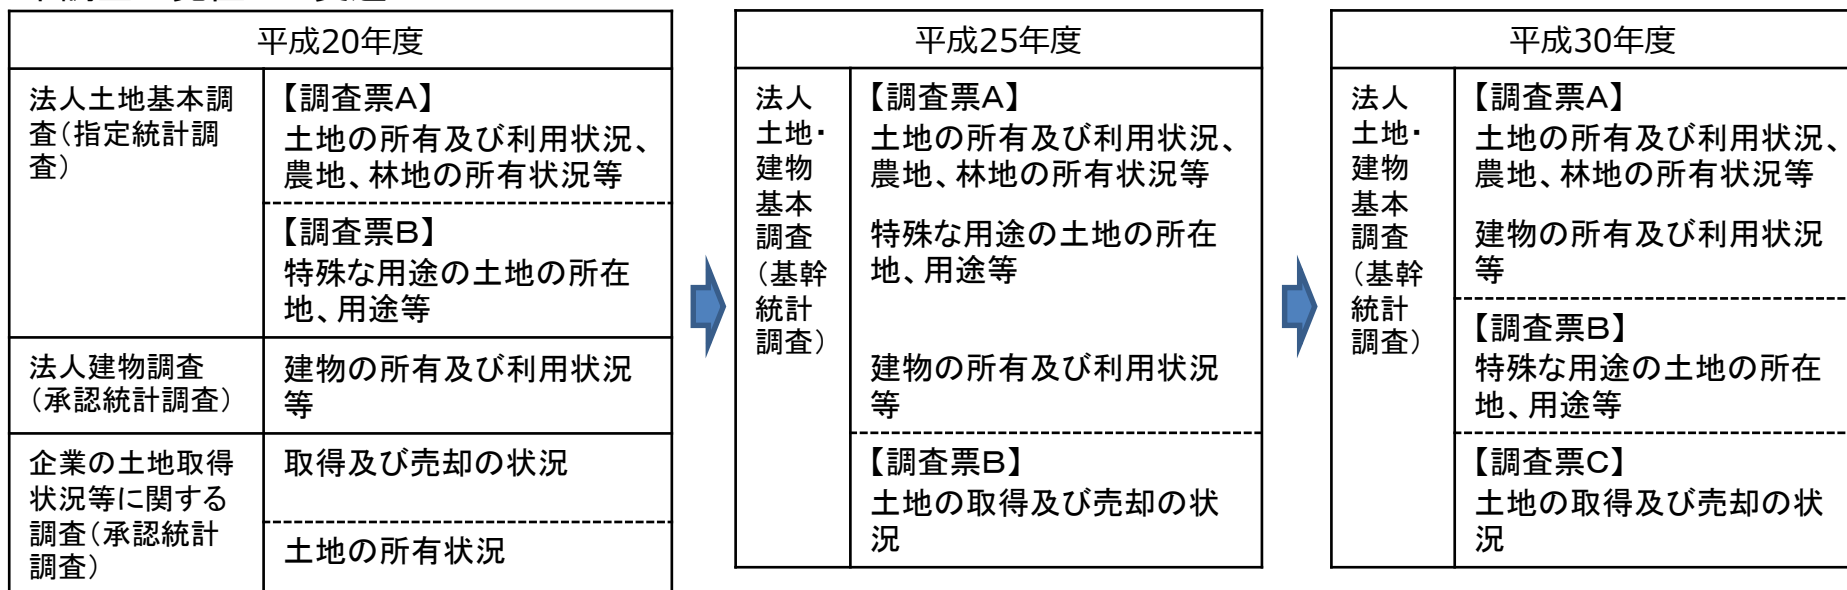 平成20年度
法人土地基本調
査(指定統計調
査)
【調査票A】
土地の所有及び利用状況、
農地、林地の所有状況等
【調査票B】
特殊な用途の土地の所在
地、用途等
法人建物調査
(承認統計調査)
建物の所有及び利用状況
等
企業の土地取得
状況等に関する
調査(承認統計
調査)
取得及び売却の状況
土地の所有状況
平成25年度
法人
土地・
建物
基本
調査
(基幹
統計
調査)
【調査票A】
土地の所有及び利用状況、
農地、林地の所有状況等
特殊な用途の土地の所在
地、用途等
建物の所有及び利用状況
等
【調査票B】
土地の取得及び売却の状
況
平成30年度
法人
土地・
建物
基本
調査
(基幹
統計
調査)
【調査票A】
土地の所有及び利用状況、
農地、林地の所有状況等
建物の所有及び利用状況
等
【調査票B】
特殊な用途の土地の所在
地、用途等
【調査票C】
土地の取得及び売却の状
況